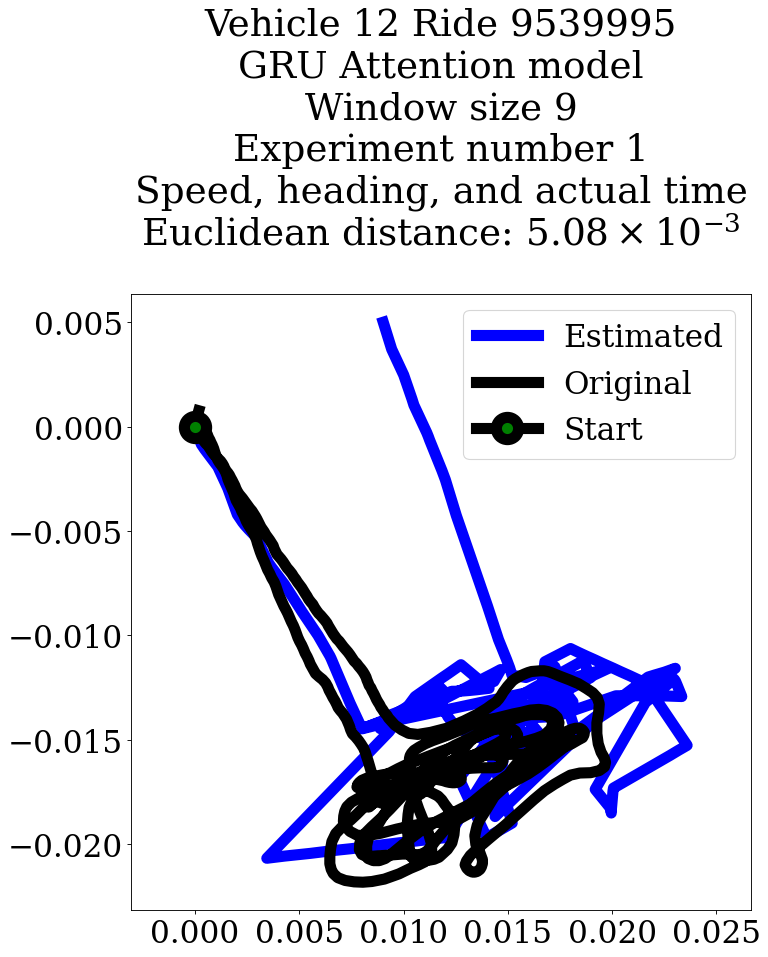 Vehicle 12 Ride 9539995
GRU Attention model
Window size 9
Experiment number 1
Speed, heading, and actual time
Euclidean distance: 5.08 × 10⁻³
Estimated
Original
Start
0.005
0.000
−0.005
−0.010
−0.015
−0.020
0.000 0.005 0.010 0.015 0.020 0.025